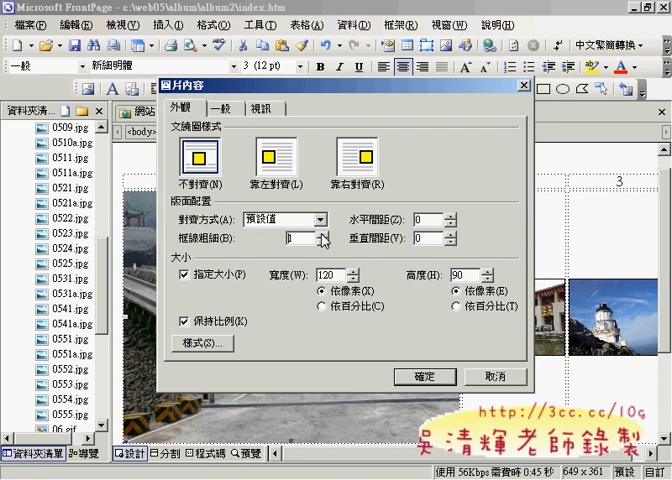 Microsoft FrontPage - c:\web05\album\album2\index.htm
檔案(F) 編輯(E) 檢視(V) 插入(I) 格式(O) 工具(T) 表格(A) 資料(D) 框架(R) 視窗(W) 說明(H)
中文繁簡轉換
一般 新細明體 3 (12 pt) B I U A A A
資料夾清 網站
圖片內容
外觀 一般 視訊
文繞圖樣式
不對齊(N) 靠左對齊(L) 靠右對齊(R)
版面配置
對齊方式(A): 預設值 水平間距(Z): 0
框線粗細(B): 1 垂直間距(V): 0
大小
指定大小(P) 寬度(W): 120 高度(H): 90
依像素(X) 依像素(E)
依百分比(C) 依百分比(T)
保持比例(K)
樣式(S)...
確定 取消
<body>
3
0509.jpg
0510a.jpg
0511.jpg
0511a.jpg
0521.jpg
0521a.jpg
0523.jpg
0524.jpg
0525.jpg
0531.jpg
0531a.jpg
0541.jpg
0541a.jpg
0551.jpg
0551a.jpg
0552.jpg
0553.jpg
0554.jpg
0555.jpg
06.gif
http://3cc.cc/10g
吳清輝老師錄製
資料夾清單 導覽 設計 分割 程式碼 預覽
使用 56Kbps 需費時 0:45 秒 649 x 361 預設 自訂